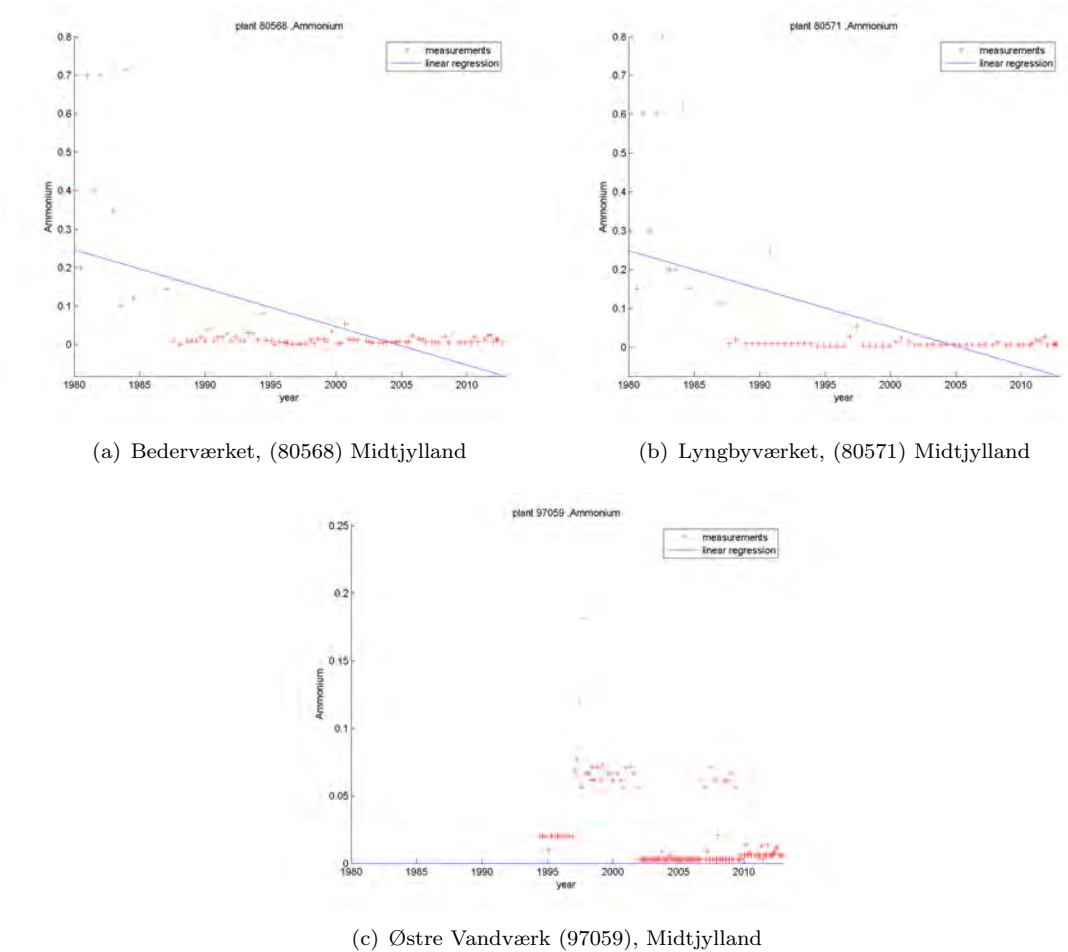 plant 80568 ,Ammonium
measurements
linear regression
0.8
0.7
0.6
0.5
0.4
0.3
0.2
0.1
0
Ammonium
1980 1985 1990 1995 2000 2005 2010
year
(a) Bederværket, (80568) Midtjylland
plant 80571 ,Ammonium
measurements
linear regression
0.8
0.7
0.6
0.5
0.4
0.3
0.2
0.1
0
Ammonium
1980 1985 1990 1995 2000 2005 2010
year
(b) Lyngbyværket, (80571) Midtjylland
plant 97059 ,Ammonium
measurements
linear regression
0.25
0.2
0.15
0.1
0.05
0
Ammonium
1980 1985 1990 1995 2000 2005 2010
year
(c) Østre Vandværk (97059), Midtjylland